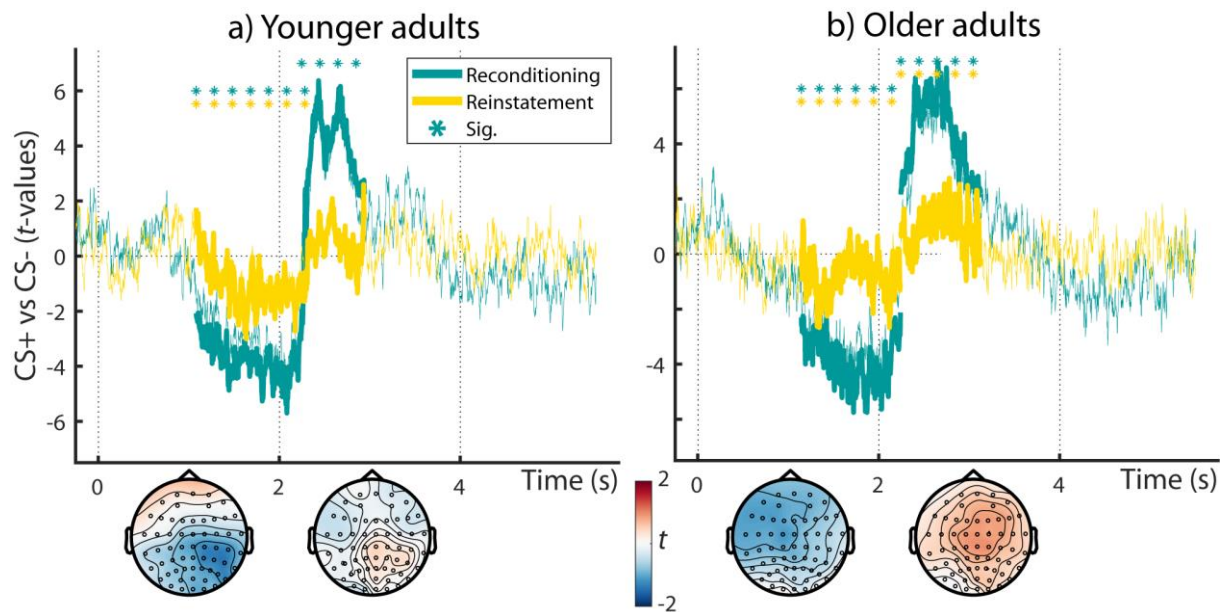 a) Younger adults
b) Older adults
Reconditioning
Reinstatement
Sig.
CS+ vs CS- (t-values)
6
4
2
0
-2
-4
-6
4
2
0
-2
-4
0
2
4
Time (s)
0
2
4
Time (s)
2
t
-2